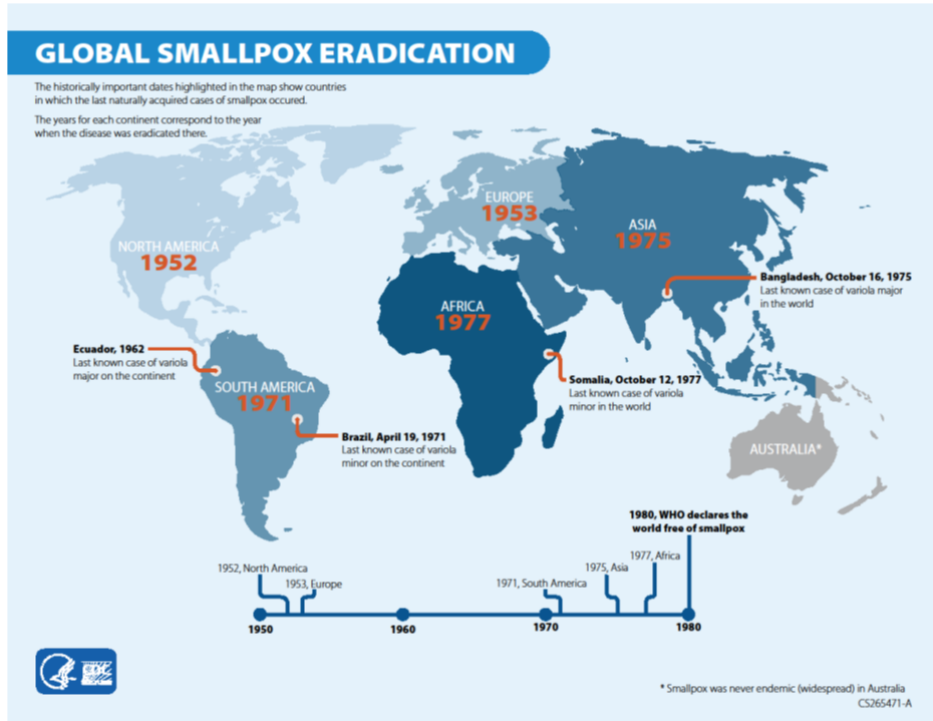 GLOBAL SMALLPOX ERADICATION
The historically important dates highlighted in the map show countries
in which the last naturally acquired cases of smallpox occured.
The years for each continent correspond to the year
when the disease was eradicated there.
NORTH AMERICA
1952
EUROPE
1953
ASIA
1975
AFRICA
1977
SOUTH AMERICA
1971
AUSTRALIA*
Bangladesh, October 16, 1975
Last known case of variola major
in the world
Ecuador, 1962
Last known case of variola
major on the continent
Somalia, October 12, 1977
Last known case of variola
minor in the world
Brazil, April 19, 1971
Last known case of variola
minor on the continent
1980, WHO declares the
world free of smallpox
1952, North America
1953, Europe
1971, South America
1975, Asia
1977, Africa
1950
1960
1970
1980
CDC
* Smallpox was never endemic (widespread) in Australia
CS265471-A